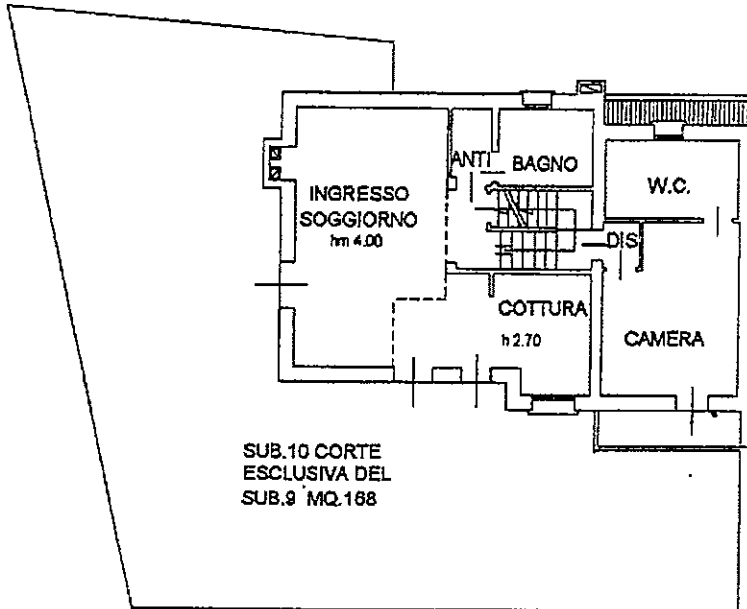 ANTI
BAGNO
W.C.
INGRESSO
SOGGIORNO
hm 4.00
DIS
COTTURA
h 2.70
CAMERA
SUB.10 CORTE
ESCLUSIVA DEL
SUB.9 MQ.168